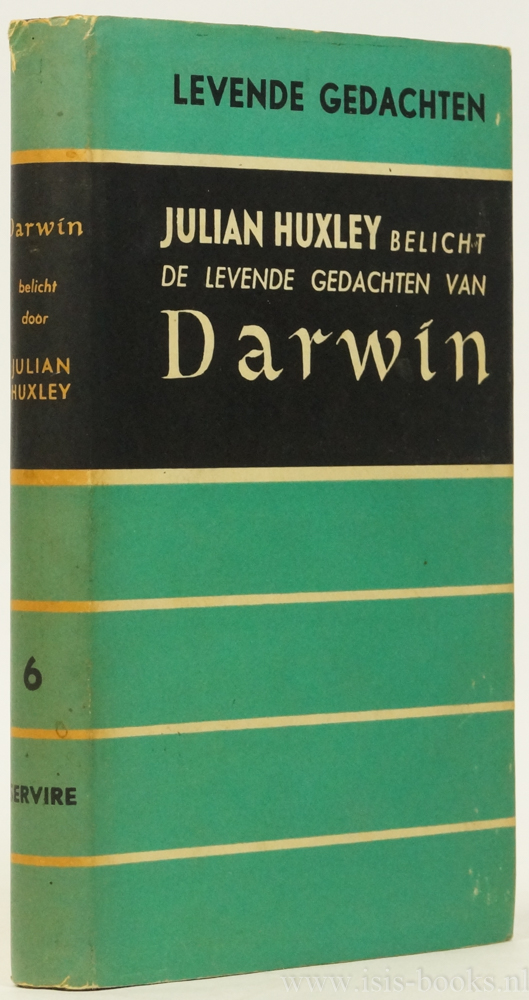 LEVENDE GEDACHTEN
JULIAN HUXLEY BELICHT
DE LEVENDE GEDACHTEN VAN
Darwin
Darwin
belicht
door
JULIAN
HUXLEY
6
SERVIRE
www.isis-books.nl